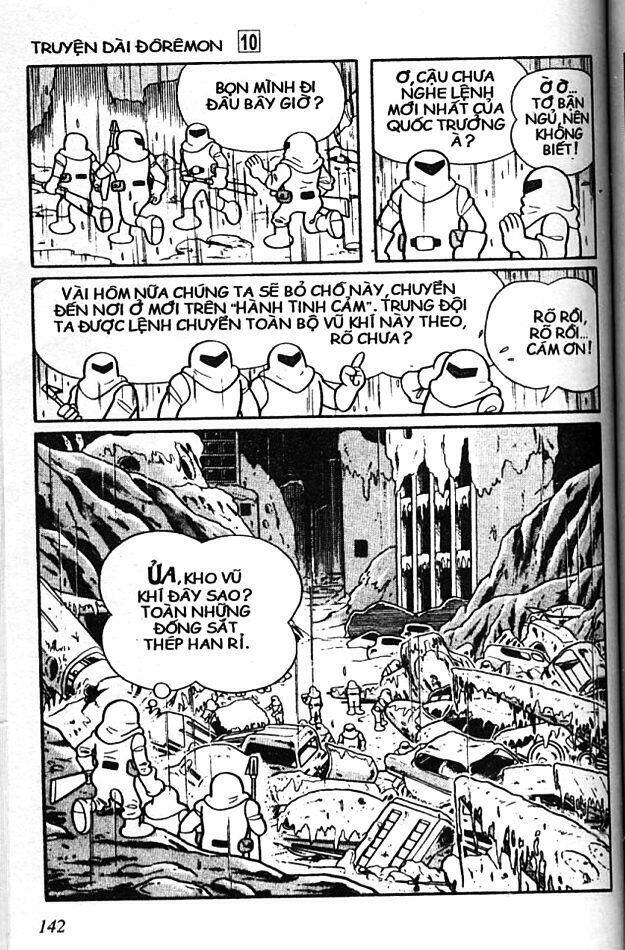 TRUYỆN DÀI ĐÔRÊMON 10
BỌN MÌNH ĐI
ĐÂU BÂY GIỜ?
Ơ, CẬU CHƯA
NGHE LỆNH
MỚI NHẤT CỦA
QUỐC TRƯỞNG
À?
Ờ Ờ...
TỚ BẬN
NGỦ, NÊN
KHÔNG
BIẾT!
VÀI HÔM NỮA CHÚNG TA SẼ BỎ CHỐ NÀY, CHUYỂN
ĐẾN NƠI Ở MỚI TRÊN "HÀNH TINH CẢM". TRUNG ĐỘI
TA ĐƯỢC LỆNH CHUYỂN TOÀN BỘ VŨ KHÍ NÀY THEO,
RÕ CHƯA?
RÕ RỒI,
RÕ RỒI...
CẢM ƠN!
ỦA, KHO VŨ
KHÍ ĐÂY SAO?
TOÀN NHỮNG
ĐỐNG SẮT
THÉP HAN RỈ.
142